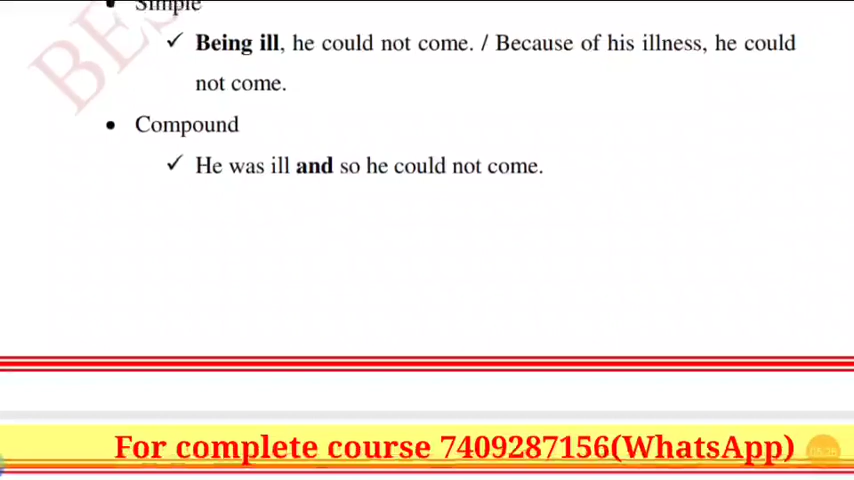 • Simple
✓ Being ill, he could not come. / Because of his illness, he could
not come.
• Compound
✓ He was ill and so he could not come.
For complete course 7409287156(WhatsApp)